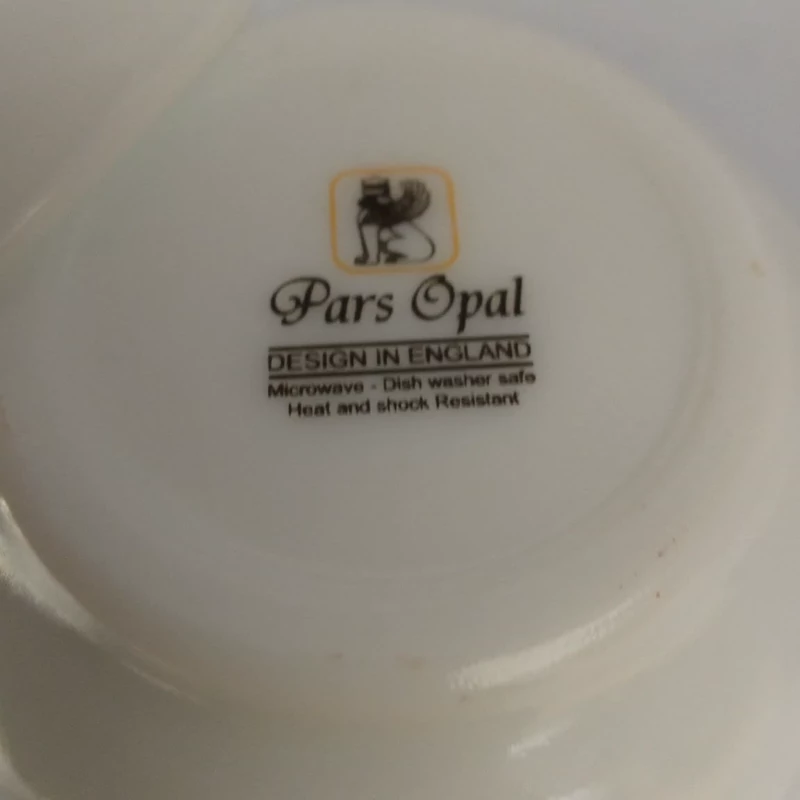 Pars Opal
DESIGN IN ENGLAND
Microwave - Dish washer safe
Heat and shock Resistant